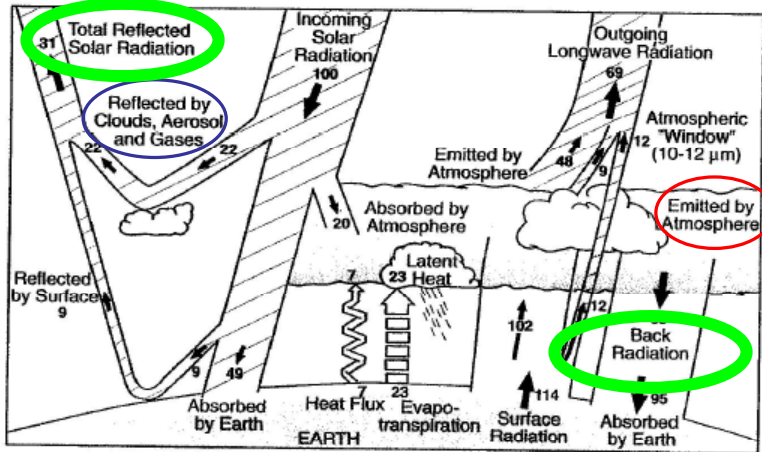 Total Reflected
Solar Radiation
31
Incoming
Solar
Radiation
100
Outgoing
Longwave Radiation
69
Reflected by
Clouds, Aerosol
and Gases
22
22
Emitted by
Atmosphere
48
9
12
Atmospheric
"Window"
(10-12 μm)
Absorbed by
Atmosphere
20
Emitted by
Atmosphere
Latent
Heat
7
23
Reflected
by Surface
9
102
12
Back
Radiation
9
49
7
23
114
95
Absorbed
by Earth
Heat Flux
Evapo-
transpiration
Surface
Radiation
Absorbed
by Earth
EARTH